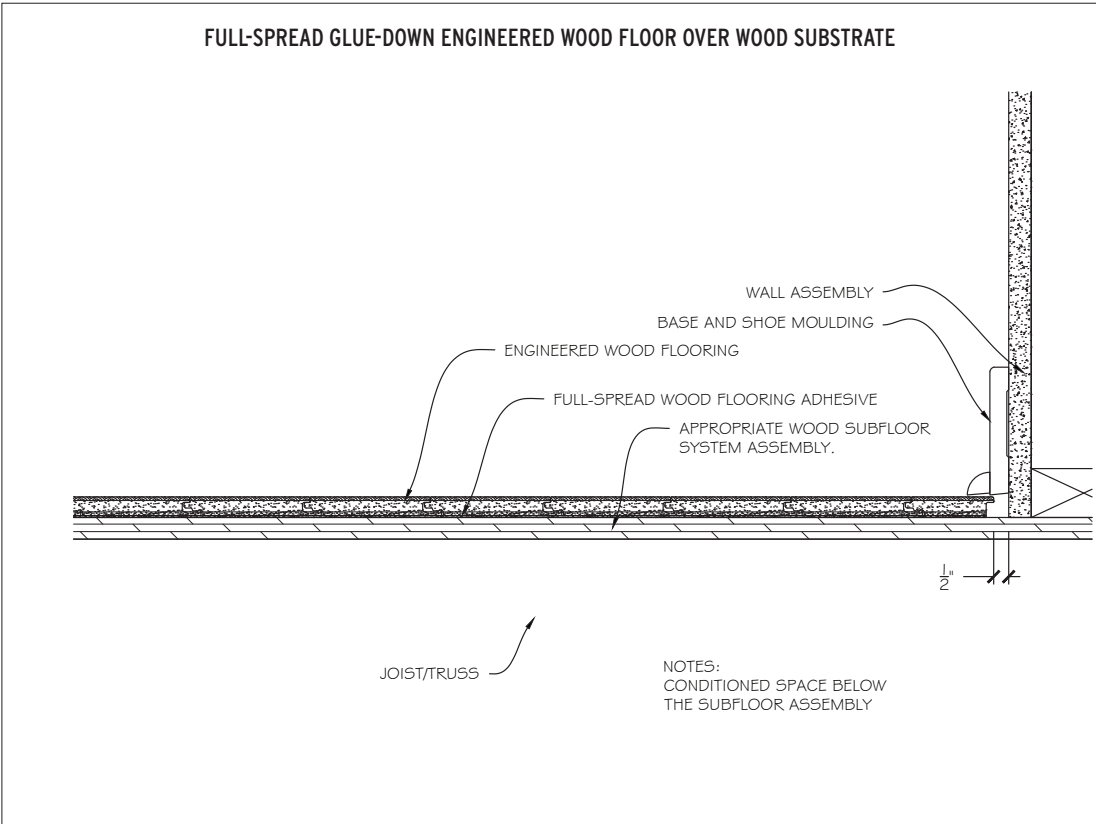 FULL-SPREAD GLUE-DOWN ENGINEERED WOOD FLOOR OVER WOOD SUBSTRATE
WALL ASSEMBLY
BASE AND SHOE MOULDING
ENGINEERED WOOD FLOORING
FULL-SPREAD WOOD FLOORING ADHESIVE
APPROPRIATE WOOD SUBFLOOR
SYSTEM ASSEMBLY.
1/2"
JOIST/TRUSS
NOTES:
CONDITIONED SPACE BELOW
THE SUBFLOOR ASSEMBLY